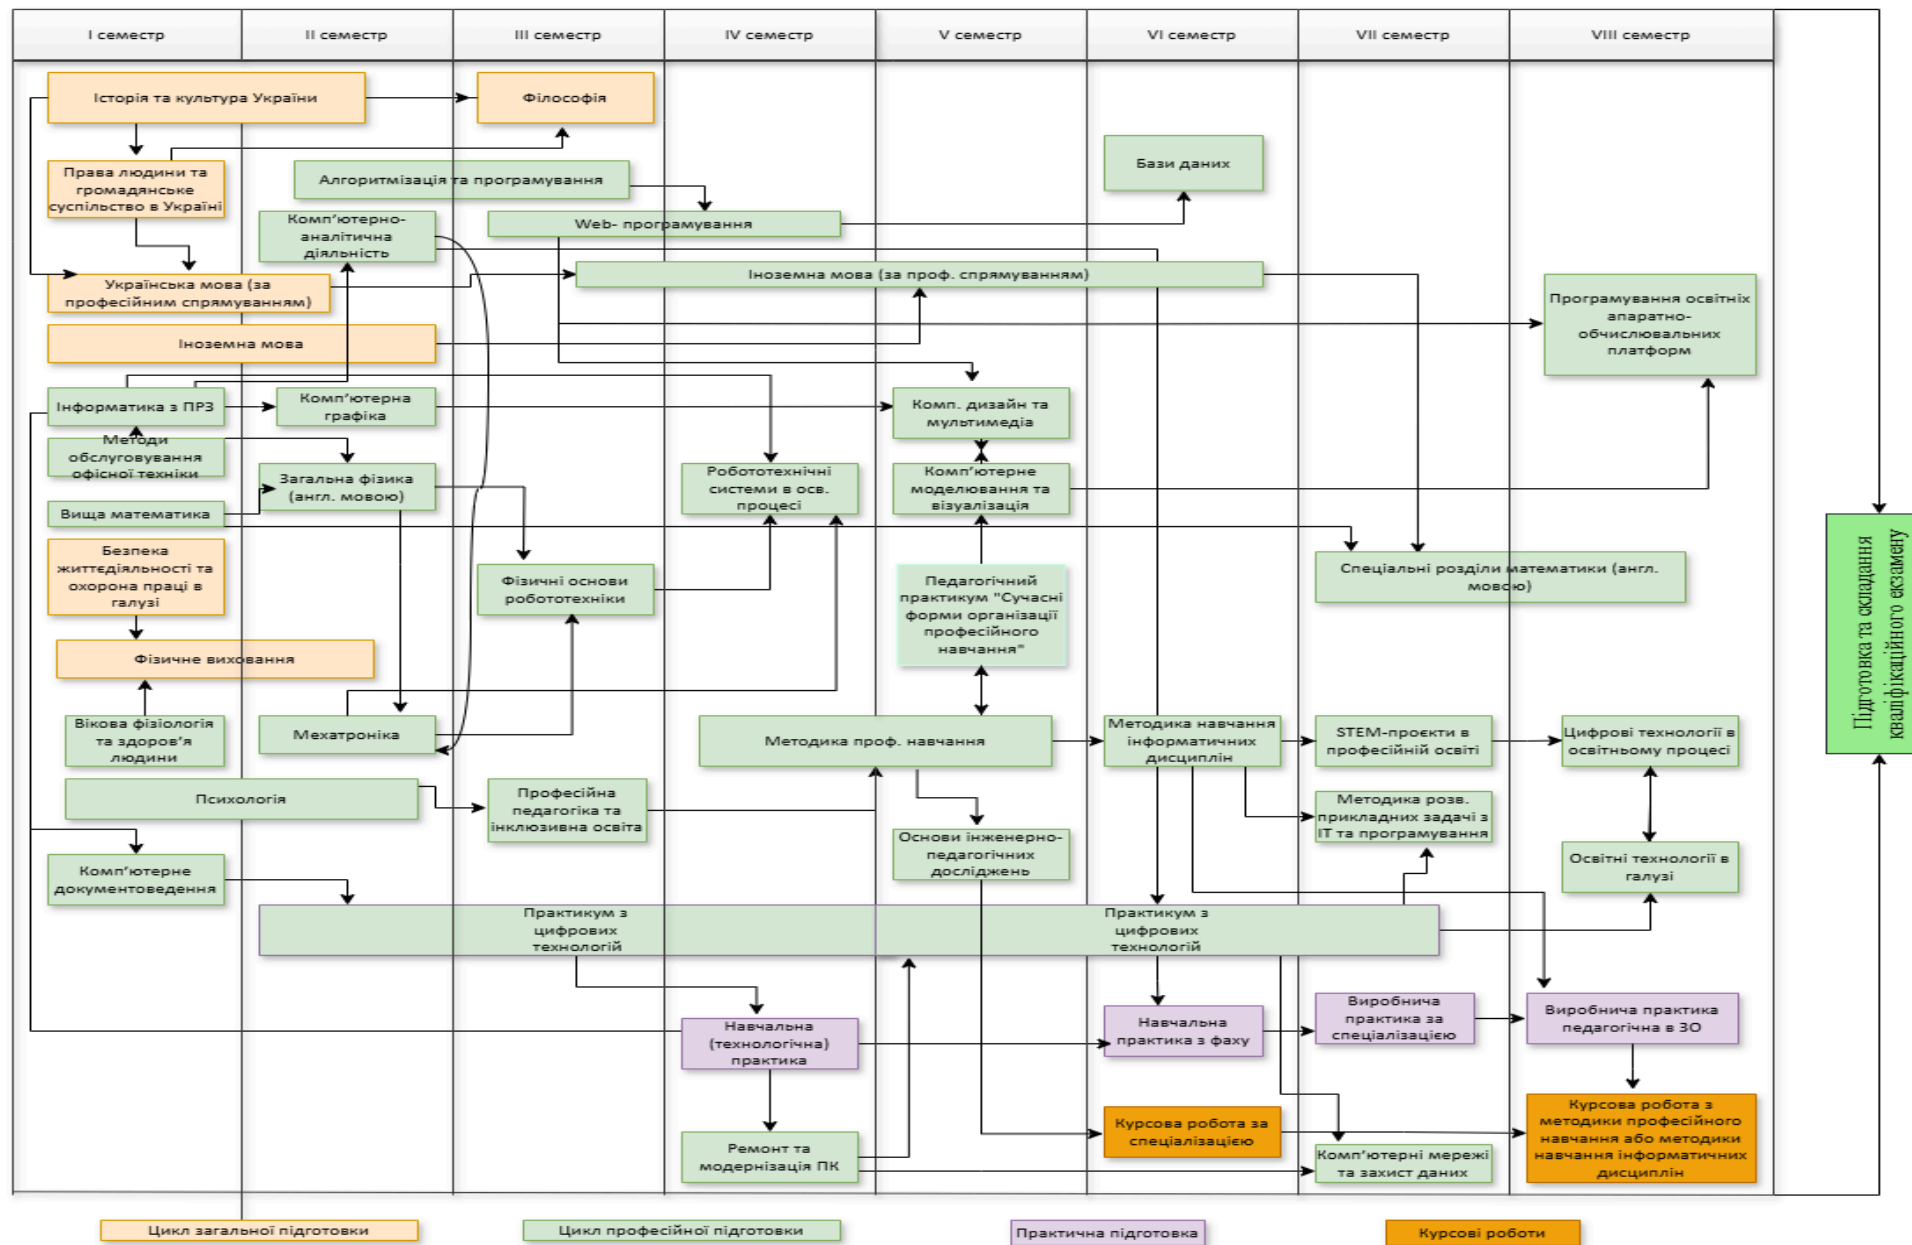 I семестр
II семестр
III семестр
IV семестр
V семестр
VI семестр
VII семестр
VIII семестр
Історія та культура України
Філософія
Права людини та
громадянське
суспільство в Україні
Алгоритмізація та програмування
Бази даних
Комп'ютерно-
аналітична
діяльність
Web- програмування
Українська мова (за
професійним спрямуванням)
Іноземна мова (за проф. спрямуванням)
Програмування освітніх
апаратно-
обчислювальних
платформ
Іноземна мова
Інформатика з ПРЗ
Комп'ютерна
графіка
Комп. дизайн та
мультимедіа
Методи
обслуговування
офісної техніки
Загальна фізика
(англ. мовою)
Робототехнічні
системи в осв.
процесі
Комп'ютерне
моделювання та
візуалізація
Вища математика
Безпека
життєдіяльності та
охорона праці в
галузі
Фізичні основи
робототехніки
Педагогічний
практикум "Сучасні
форми організації
професійного
навчання"
Спеціальні розділи математики (англ.
мовою)
Підготовка та складання
кваліфікаційного екзамену
Фізичне виховання
Вікова фізіологія
та здоров'я
людини
Мехатроніка
Методика проф. навчання
Методика навчання
інформатичних
дисциплін
STEM-проєкти в
професійній освіті
Цифрові технології в
освітньому процесі
Психологія
Професійна
педагогіка та
інклюзивна освіта
Методика розв.
прикладних задачі з
ІТ та програмування
Основи інженерно-
педагогічних
досліджень
Комп'ютерне
документоведення
Освітні технології в
галузі
Практикум з
цифрових
технологій
Практикум з
цифрових
технологій
Навчальна
(технологічна)
практика
Навчальна
практика з фаху
Виробнича
практика за
спеціалізацією
Виробнича практика
педагогічна в ЗО
Ремонт та
модернізація ПК
Курсова робота за
спеціалізацією
Комп'ютерні мережі
та захист даних
Курсова робота з
методики професійного
навчання або методики
навчання інформатичних
дисциплін
Цикл загальної підготовки
Цикл професійної підготовки
Практична підготовка
Курсові роботи